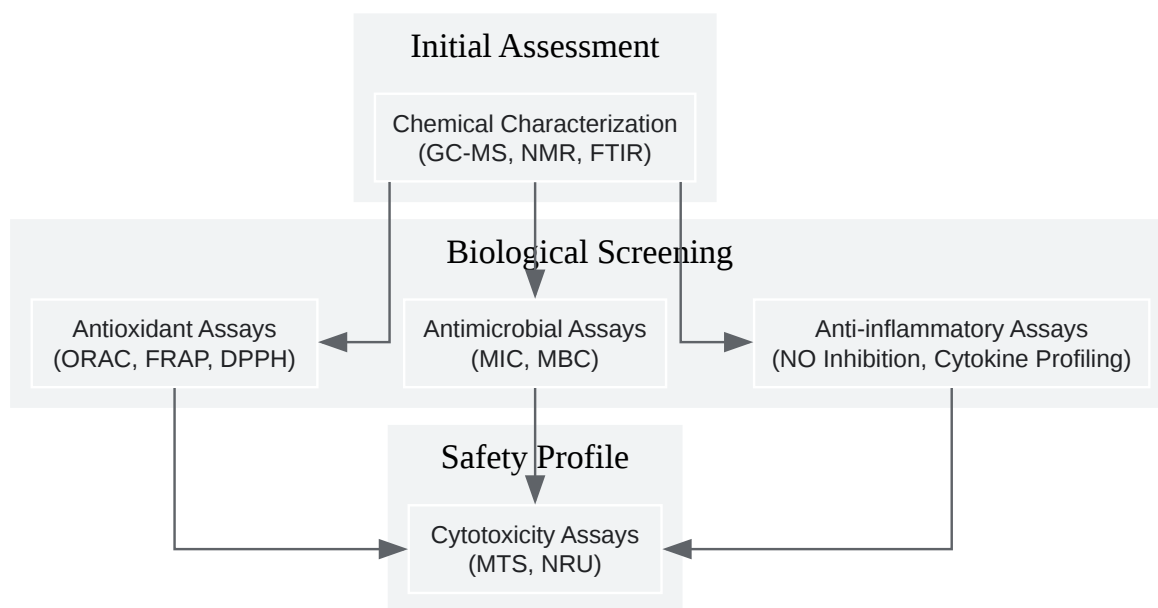 Initial Assessment
Chemical Characterization
(GC-MS, NMR, FTIR)
Biological Screening
Antioxidant Assays
(ORAC, FRAP, DPPH)
Antimicrobial Assays
(MIC, MBC)
Anti-inflammatory Assays
(NO Inhibition, Cytokine Profiling)
Safety Profile
Cytotoxicity Assays
(MTS, NRU)